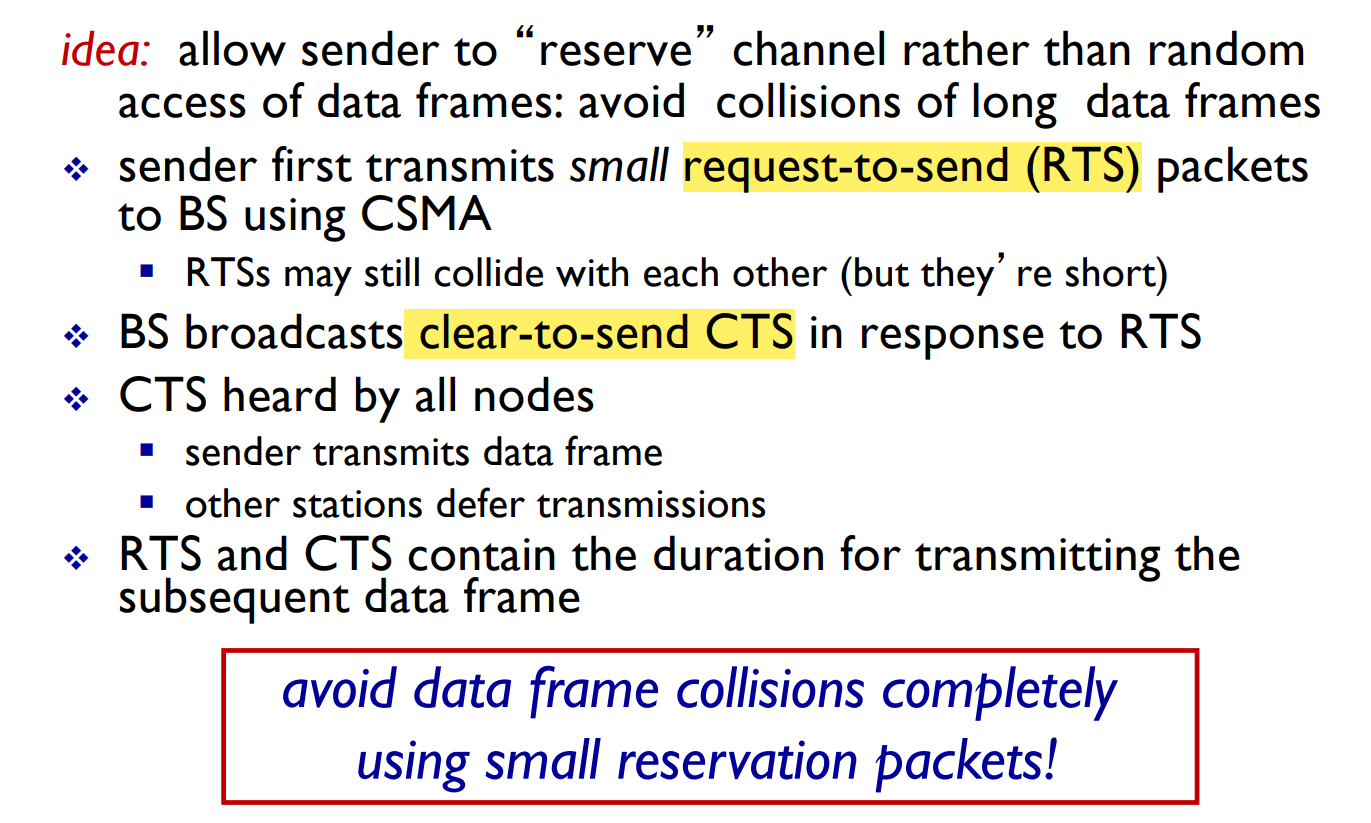 idea: allow sender to “reserve” channel rather than random
access of data frames: avoid collisions of long data frames
❖ sender first transmits small request-to-send (RTS) packets
to BS using CSMA
▪ RTSs may still collide with each other (but they’ re short)
❖ BS broadcasts clear-to-send CTS in response to RTS
❖ CTS heard by all nodes
▪ sender transmits data frame
▪ other stations defer transmissions
❖ RTS and CTS contain the duration for transmitting the
subsequent data frame
avoid data frame collisions completely
using small reservation packets!